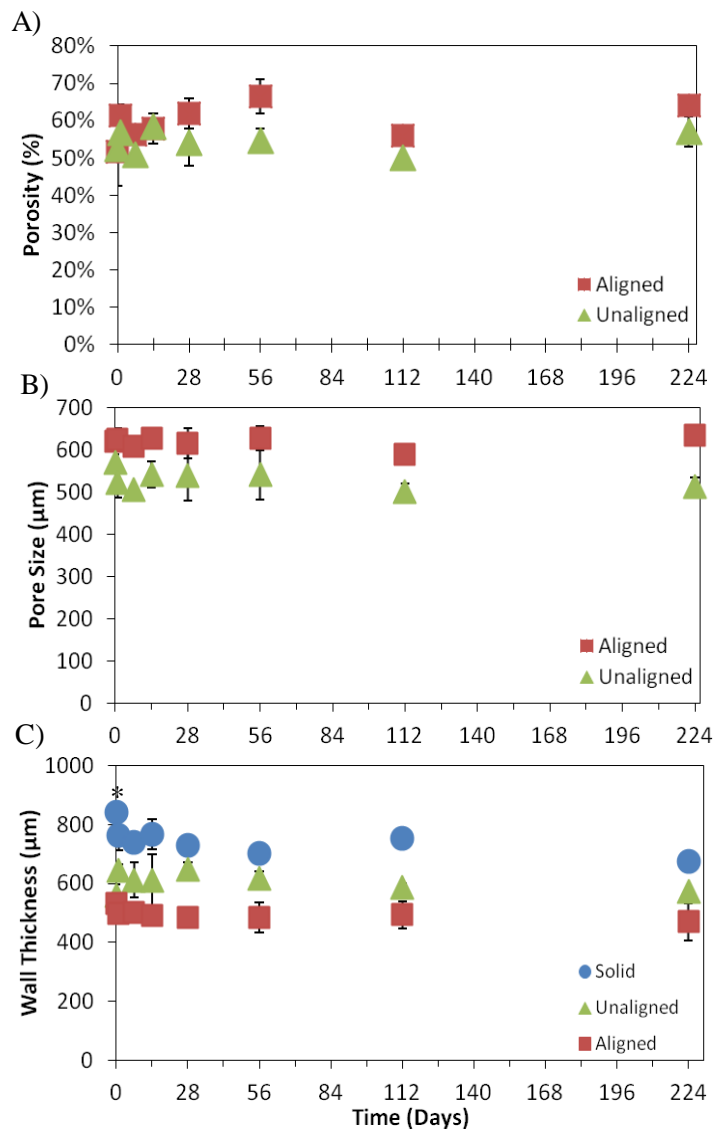 A)
80%
70%
60%
50%
40%
30%
20%
10%
0%
Porosity (%)
Aligned
Unaligned
0 28 56 84 112 140 168 196 224
B)
700
600
500
400
300
200
100
0
Pore Size (μm)
Aligned
Unaligned
0 28 56 84 112 140 168 196 224
C)
1000
800
600
400
200
0
Wall Thickness (μm)
*
Solid
Unaligned
Aligned
0 28 56 84 112 140 168 196 224
Time (Days)